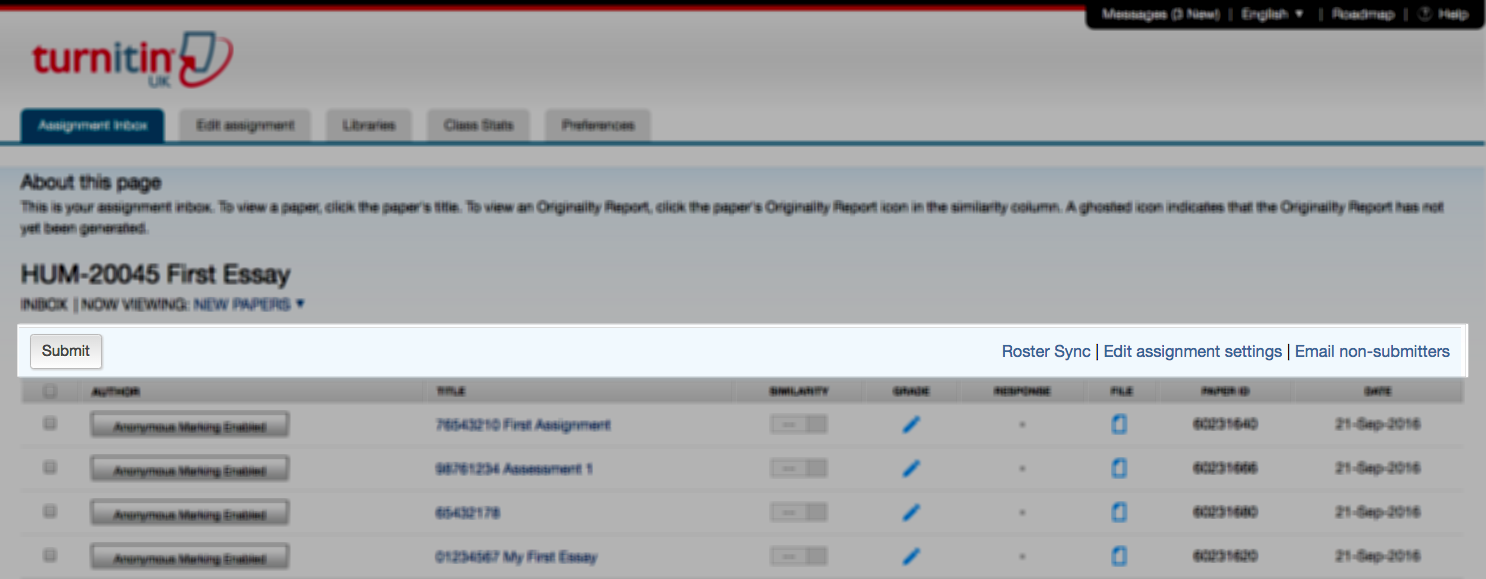 Messages (3 New) | English ▼ | Roadmap | ? Help
turnitin
UK
Assignment Inbox Edit assignment Libraries Class Stats Preferences
About this page
This is your assignment inbox. To view a paper, click the paper's title. To view an Originality Report, click the paper's Originality Report icon in the similarity column. A ghosted icon indicates that the Originality Report has not
yet been generated.
HUM-20045 First Essay
INBOX | NOW VIEWING: NEW PAPERS ▼
Submit Roster Sync | Edit assignment settings | Email non-submitters
AUTHOR TITLE SIMILARITY GRADE RESPONSE FILE PAPER ID DATE
Anonymous Marking Enabled 76543210 First Assignment -- 60231640 21-Sep-2016
Anonymous Marking Enabled 98761234 Assessment 1 -- 60231666 21-Sep-2016
Anonymous Marking Enabled 65432178 -- 60231680 21-Sep-2016
Anonymous Marking Enabled 01234567 My First Essay -- 60231620 21-Sep-2016